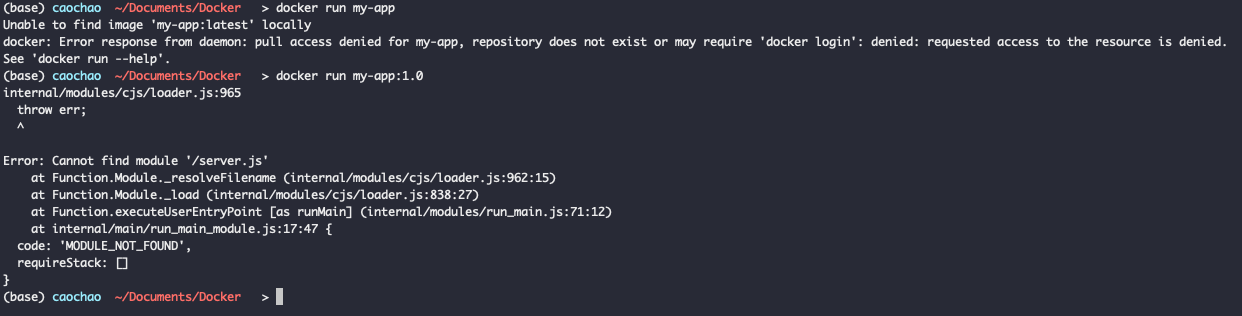 (base) caochao ~/Documents/Docker > docker run my-app
Unable to find image 'my-app:latest' locally
docker: Error response from daemon: pull access denied for my-app, repository does not exist or may require 'docker login': denied: requested access to the resource is denied.
See 'docker run --help'.
(base) caochao ~/Documents/Docker > docker run my-app:1.0
internal/modules/cjs/loader.js:965
  throw err;
  ^

Error: Cannot find module '/server.js'
    at Function.Module._resolveFilename (internal/modules/cjs/loader.js:962:15)
    at Function.Module._load (internal/modules/cjs/loader.js:838:27)
    at Function.executeUserEntryPoint [as runMain] (internal/modules/run_main.js:71:12)
    at internal/main/run_main_module.js:17:47 {
  code: 'MODULE_NOT_FOUND',
  requireStack: []
}
(base) caochao ~/Documents/Docker >